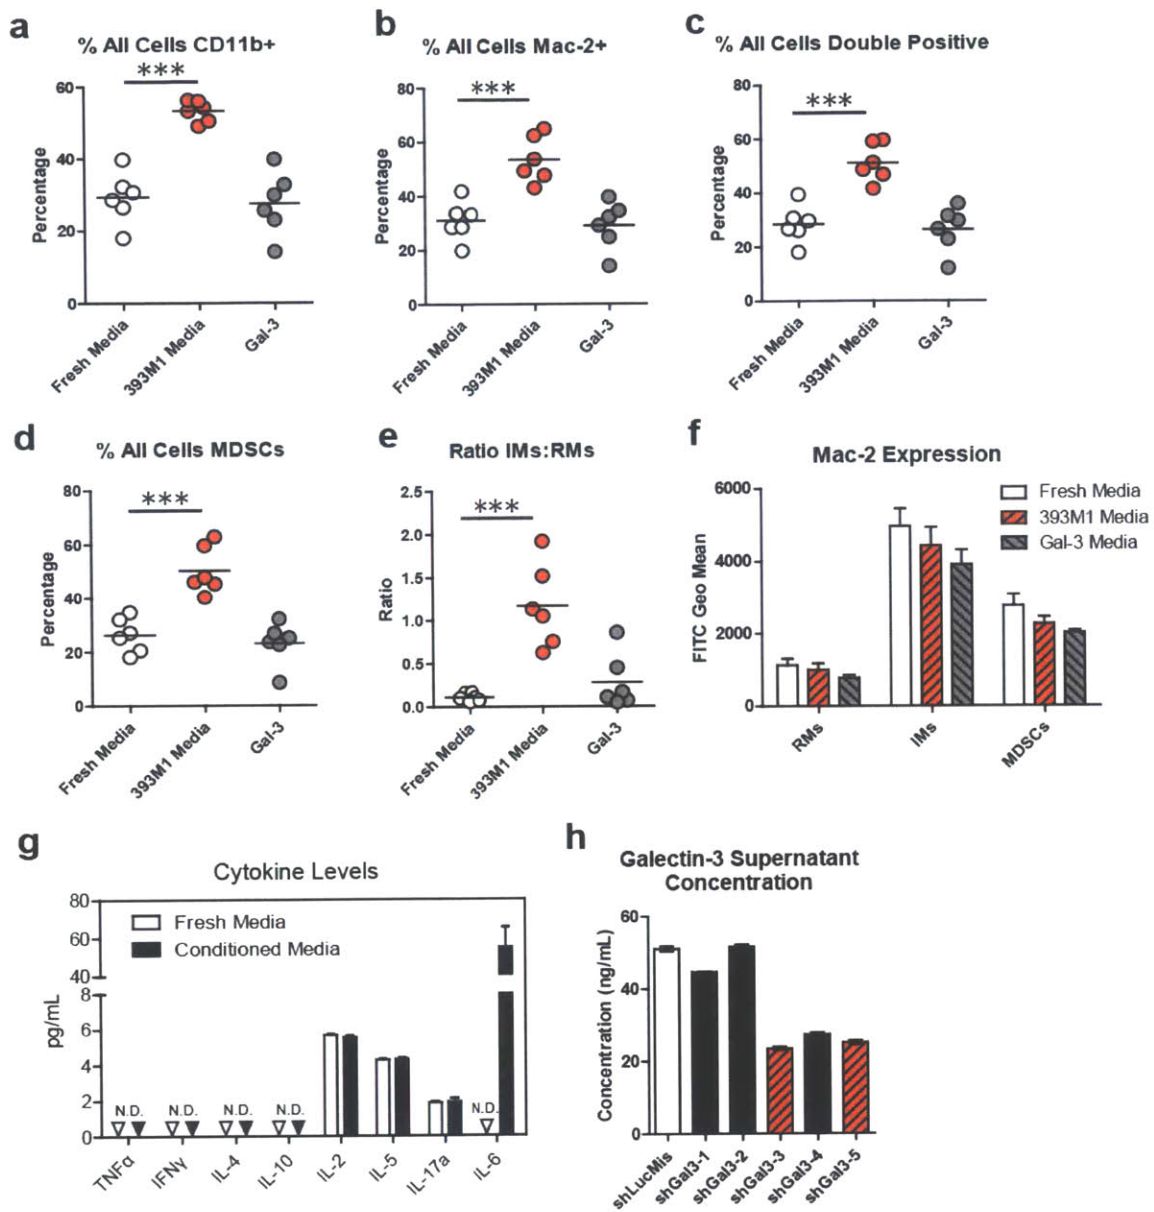 a
% All Cells CD11b+
***
60
40
20
0
Percentage
Fresh Media
393M1 Media
Gal-3
b
% All Cells Mac-2+
***
80
60
40
20
0
Percentage
Fresh Media
393M1 Media
Gal-3
c
% All Cells Double Positive
***
80
60
40
20
0
Percentage
Fresh Media
393M1 Media
Gal-3
d
% All Cells MDSCs
***
80
60
40
20
0
Percentage
Fresh Media
393M1 Media
Gal-3
e
Ratio IMs:RMs
***
2.5
2.0
1.5
1.0
0.5
0.0
Ratio
Fresh Media
393M1 Media
Gal-3
f
Mac-2 Expression
6000
4000
2000
0
FITC Geo Mean
Fresh Media
393M1 Media
Gal-3 Media
RMs
IMs
MDSCs
g
Cytokine Levels
80
60
40
8
6
4
2
0
pg/mL
Fresh Media
Conditioned Media
N.D.
N.D.
N.D.
N.D.
N.D.
TNFα
IFNγ
IL-4
IL-10
IL-2
IL-5
IL-17a
IL-6
h
Galectin-3 Supernatant
Concentration
60
40
20
0
Concentration (ng/mL)
shLucMis
shGal3-1
shGal3-2
shGal3-3
shGal3-4
shGal3-5